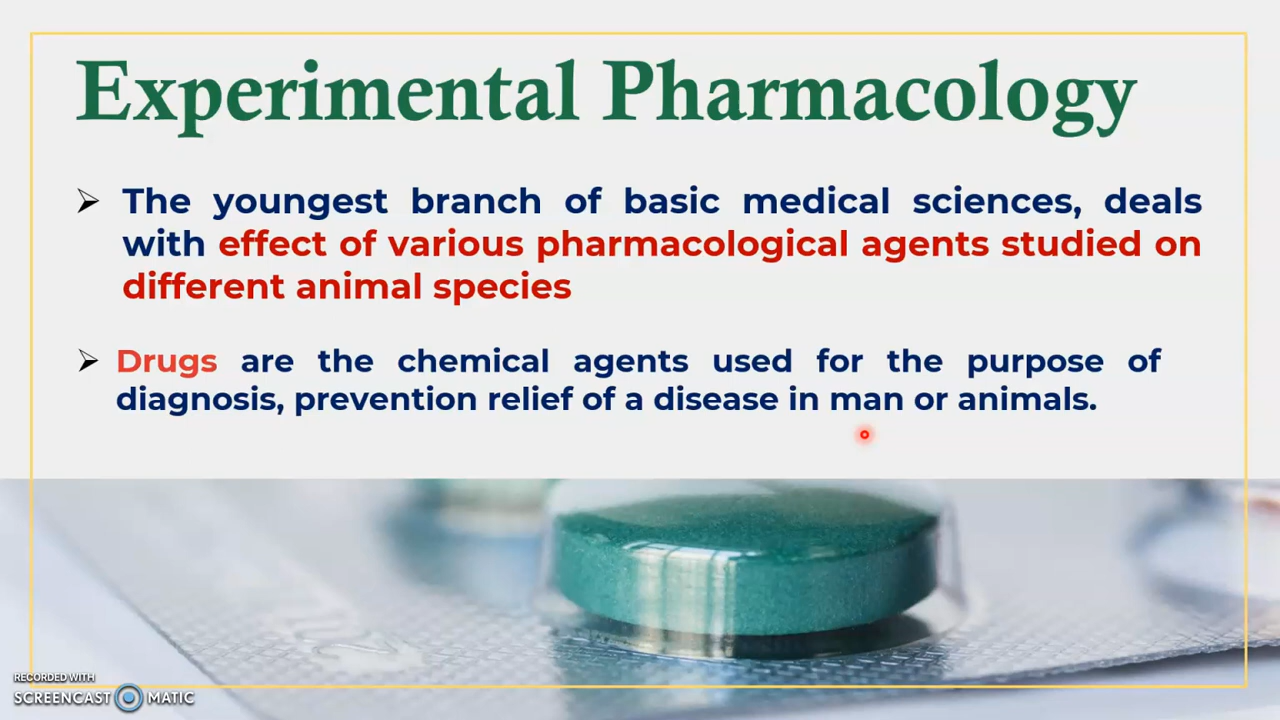 Experimental Pharmacology
The youngest branch of basic medical sciences, deals
with effect of various pharmacological agents studied on
different animal species
Drugs are the chemical agents used for the purpose of
diagnosis, prevention relief of a disease in man or animals.
RECORDED WITH
SCREENCAST MATIC